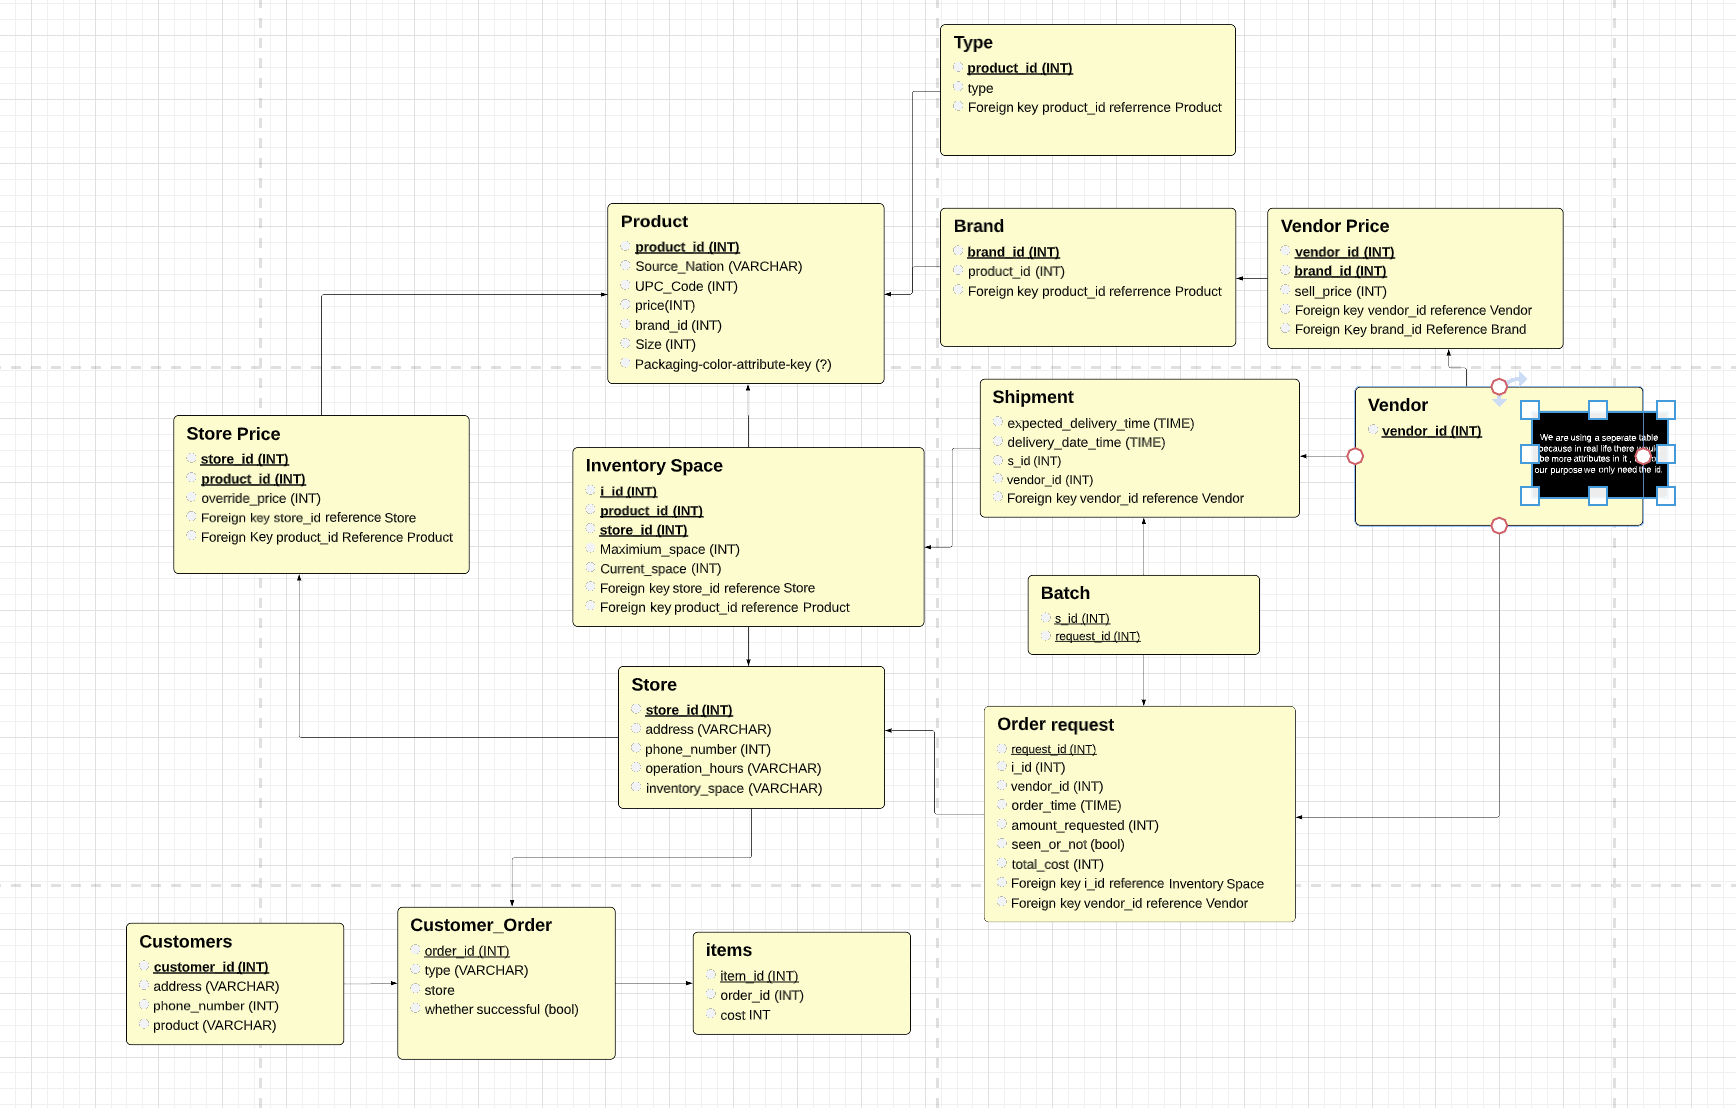 Type
product_id (INT)
type
Foreign key product_id referrence Product
Product
product_id (INT)
Source_Nation (VARCHAR)
UPC_Code (INT)
price(INT)
brand_id (INT)
Size (INT)
Packaging-color-attribute-key (?)
Brand
brand_id (INT)
product_id (INT)
Foreign key product_id referrence Product
Vendor Price
vendor_id (INT)
brand_id (INT)
sell_price (INT)
Foreign key vendor_id reference Vendor
Foreign Key brand_id Reference Brand
Store Price
store_id (INT)
product_id (INT)
override_price (INT)
Foreign key store_id reference Store
Foreign Key product_id Reference Product
Inventory Space
i_id (INT)
product_id (INT)
store_id (INT)
Maximium_space (INT)
Current_space (INT)
Foreign key store_id reference Store
Foreign key product_id reference Product
Shipment
expected_delivery_time (TIME)
delivery_date_time (TIME)
s_id (INT)
vendor_id (INT)
Foreign key vendor_id reference Vendor
Vendor
vendor_id (INT)
We are using a seperate table
because in real life there would
be more attributes in it ,
our purpose we only need the id.
Batch
s_id (INT)
request_id (INT)
Store
store_id (INT)
address (VARCHAR)
phone_number (INT)
operation_hours (VARCHAR)
inventory_space (VARCHAR)
Order request
request_id (INT)
i_id (INT)
vendor_id (INT)
order_time (TIME)
amount_requested (INT)
seen_or_not (bool)
total_cost (INT)
Foreign key i_id reference Inventory Space
Foreign key vendor_id reference Vendor
Customers
customer_id (INT)
address (VARCHAR)
phone_number (INT)
product (VARCHAR)
Customer_Order
order_id (INT)
type (VARCHAR)
store
whether successful (bool)
items
item_id (INT)
order_id (INT)
cost INT